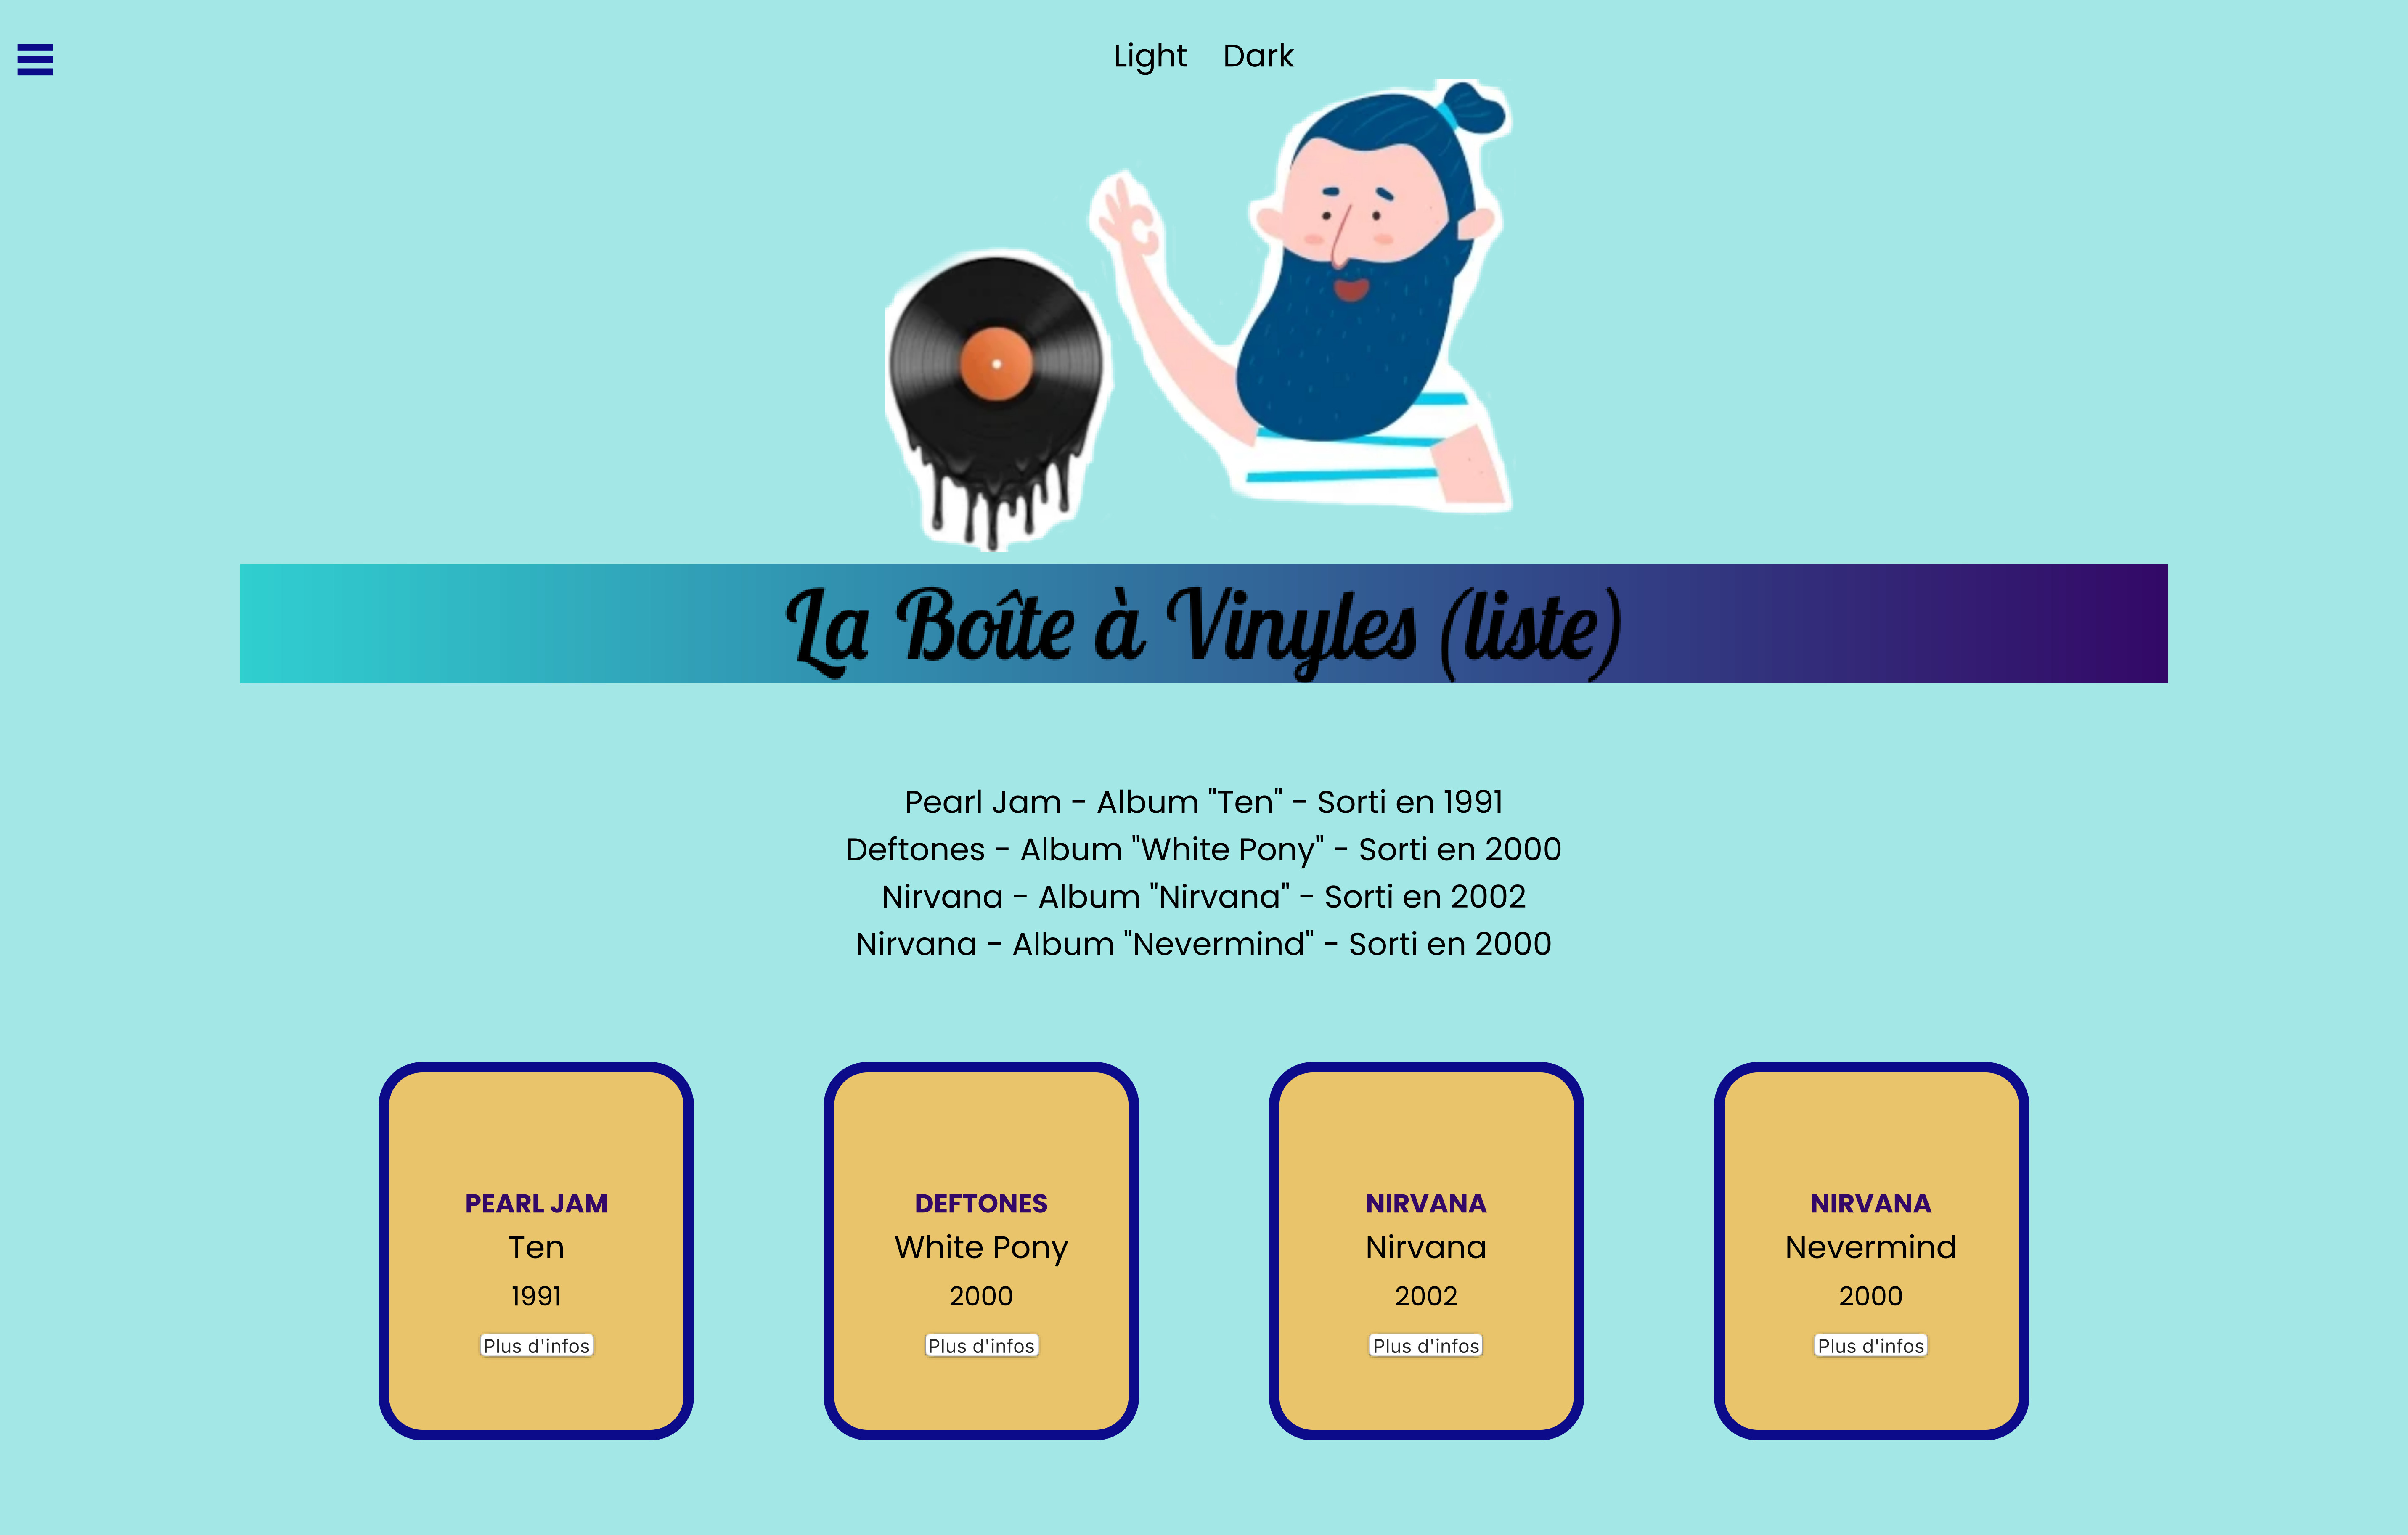 Light Dark
La Boîte à Vinyles (liste)
Pearl Jam - Album "Ten" - Sorti en 1991
Deftones - Album "White Pony" - Sorti en 2000
Nirvana - Album "Nirvana" - Sorti en 2002
Nirvana - Album "Nevermind" - Sorti en 2000
PEARL JAM
Ten
1991
Plus d'infos
DEFTONES
White Pony
2000
Plus d'infos
NIRVANA
Nirvana
2002
Plus d'infos
NIRVANA
Nevermind
2000
Plus d'infos